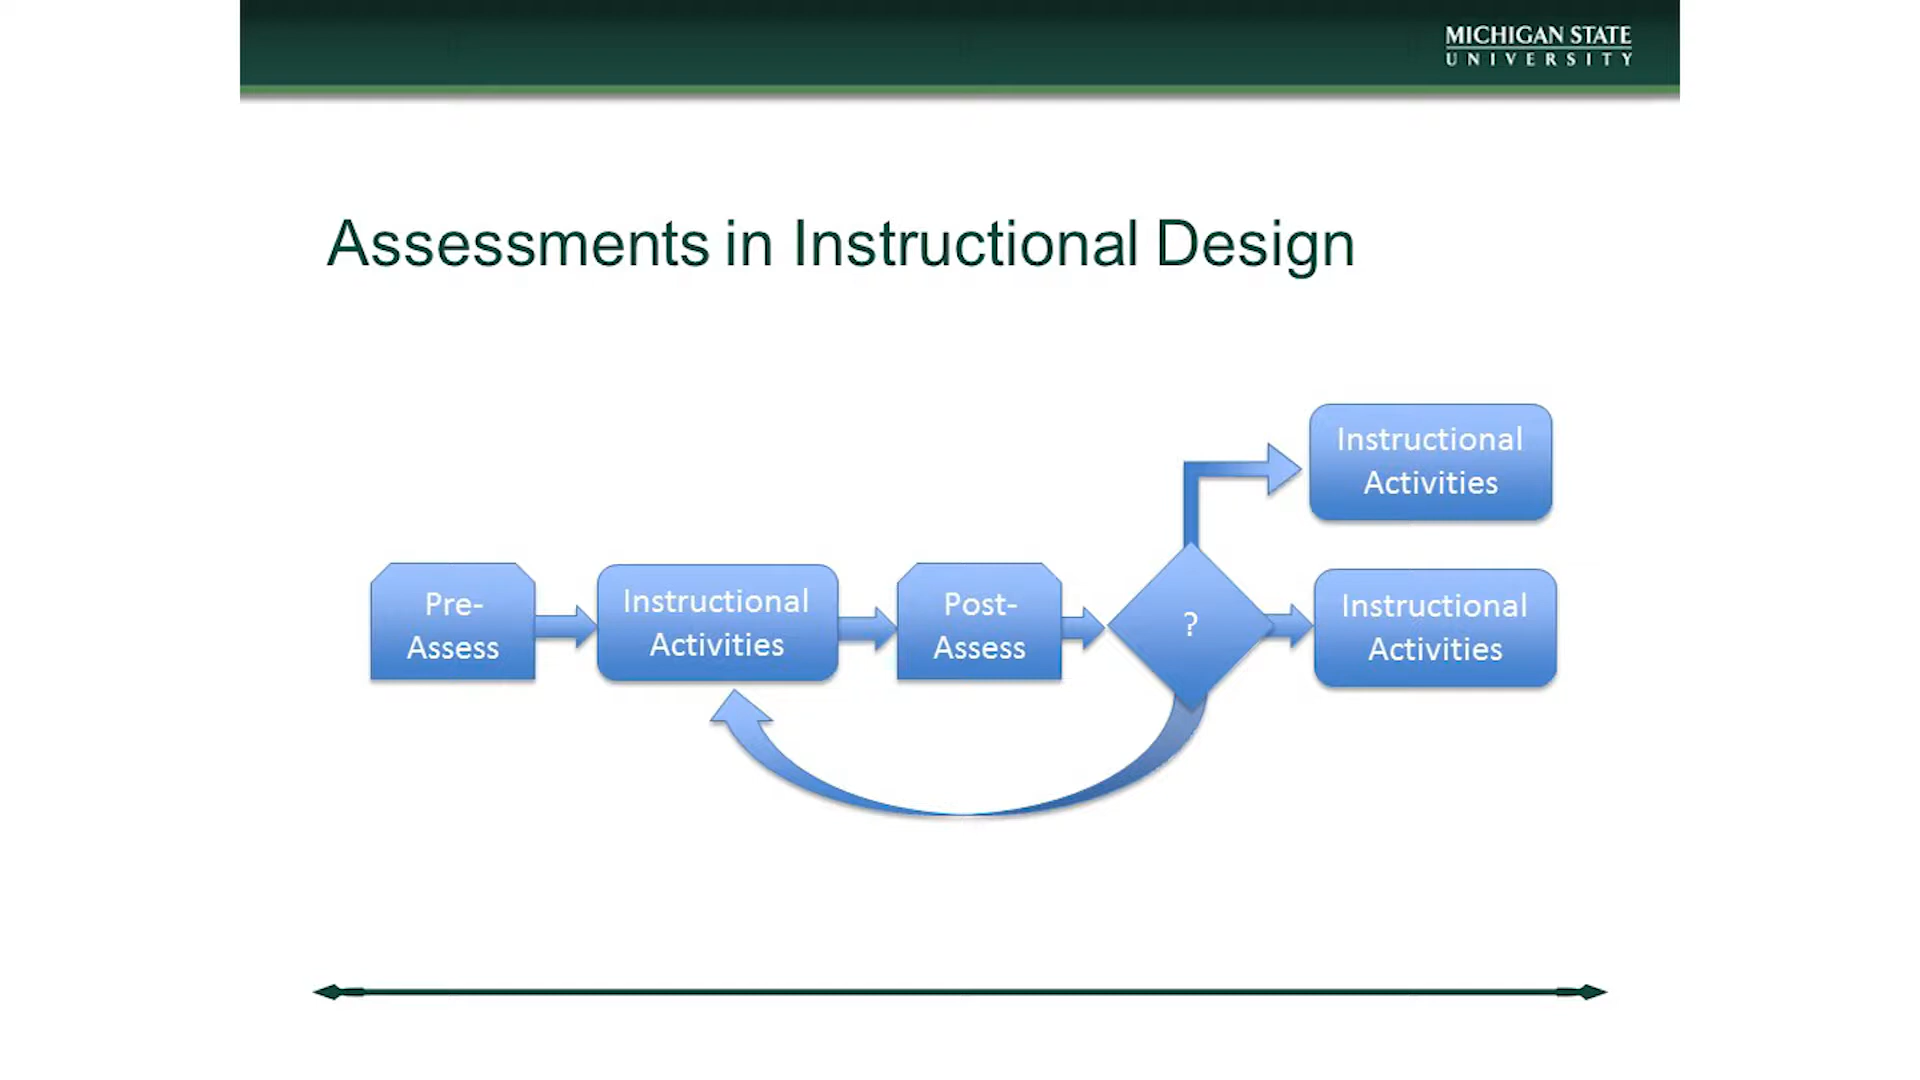 MICHIGAN STATE
UNIVERSITY
Assessments in Instructional Design
Instructional
Activities
Pre-
Assess
Instructional
Activities
Post-
Assess
?
Instructional
Activities